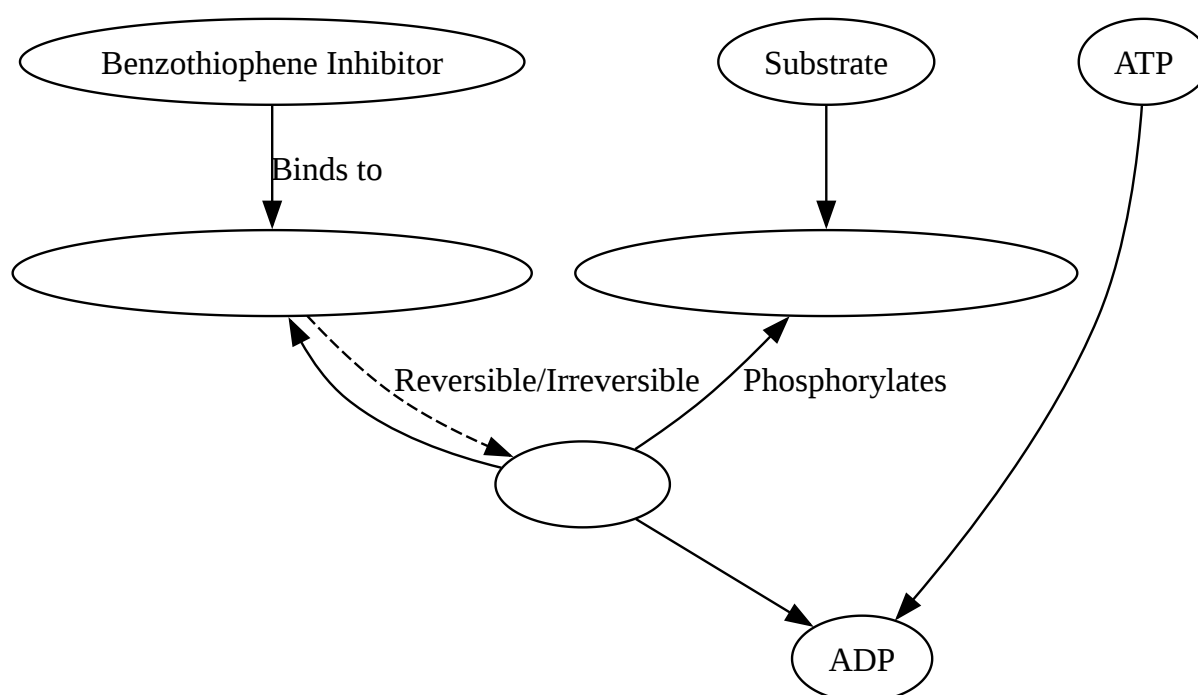 Benzothiophene Inhibitor
Substrate
ATP
Binds to
Reversible/Irreversible
Phosphorylates
ADP